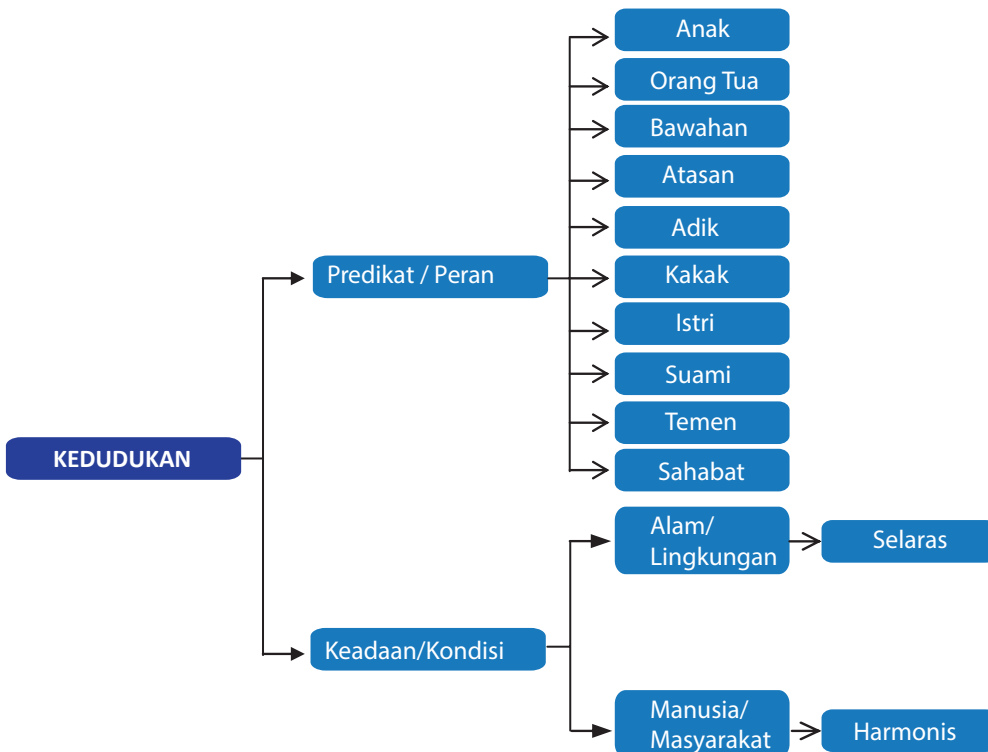 Anak
Orang Tua
Bawahan
Atasan
Adik
Predikat / Peran
Kakak
Istri
Suami
Temen
KEDUDUKAN
Sahabat
Alam/
Lingkungan
Selaras
Keadaan/Kondisi
Manusia/
Masyarakat
Harmonis